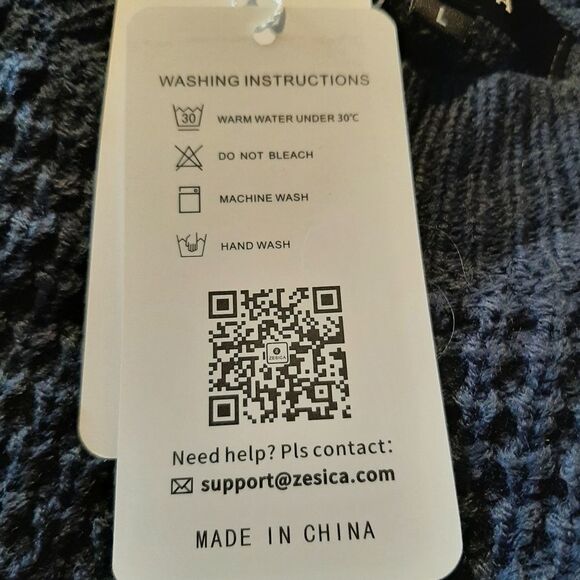 WASHING INSTRUCTIONS
30 WARM WATER UNDER 30℃
DO NOT BLEACH
MACHINE WASH
HAND WASH
ZESICA
Need help? Pls contact:
support@zesica.com
MADE IN CHINA
L